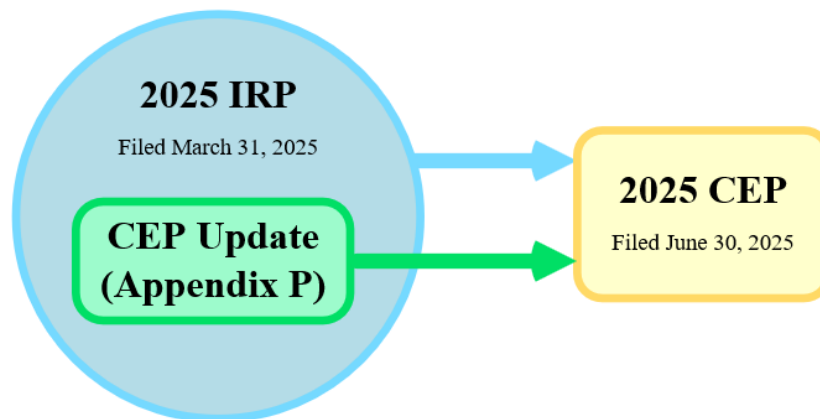 2025 IRP
Filed March 31, 2025
CEP Update
(Appendix P)
2025 CEP
Filed June 30, 2025